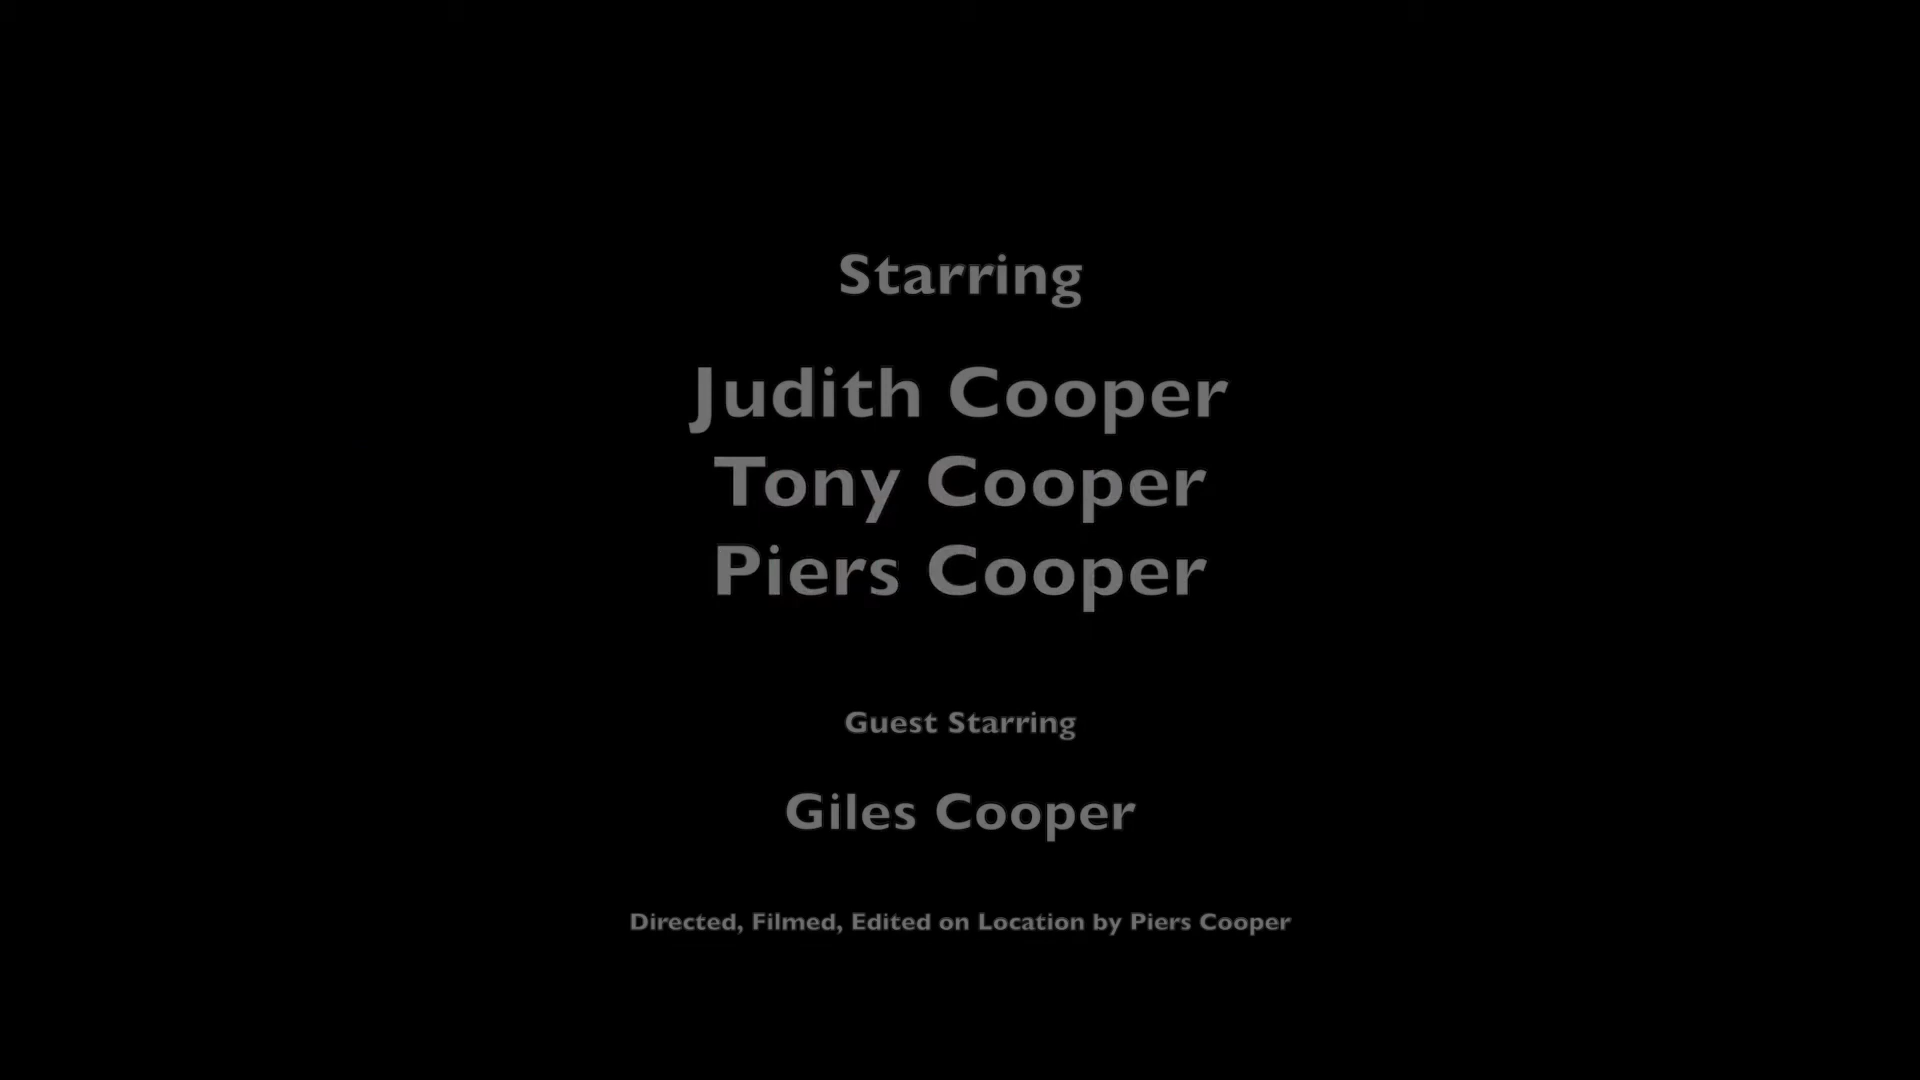 Starring
Judith Cooper
Tony Cooper
Piers Cooper
Guest Starring
Giles Cooper
Directed, Filmed, Edited on Location by Piers Cooper